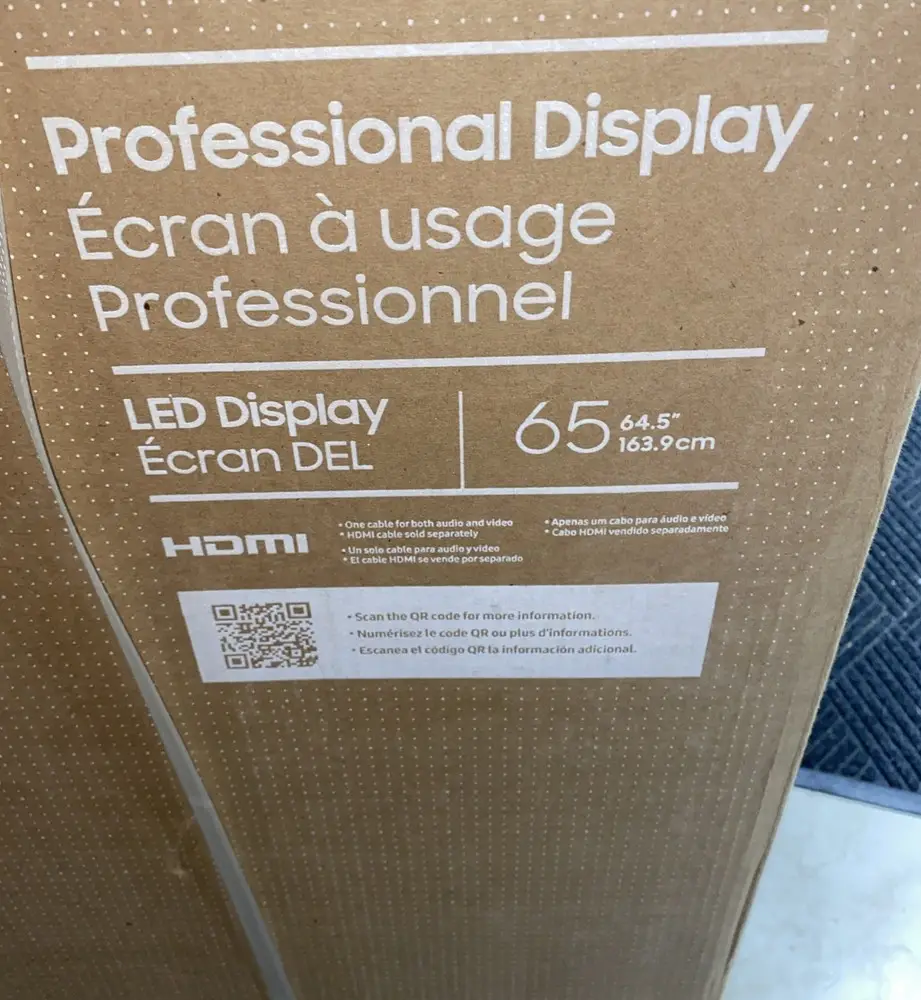 Professional Display
Écran à usage
Professionnel
LED Display
Écran DEL
65
64.5"
163.9cm
HDMI
• One cable for both audio and video
• HDMI cable sold separately
• Un solo cable para audio y video
• El cable HDMI se vende por separado
• Apenas um cabo para áudio e vídeo
• Cabo HDMI vendido separadamente
• Scan the QR code for more information.
• Numérisez le code QR ou plus d'informations.
• Escanea el código QR la información adicional.